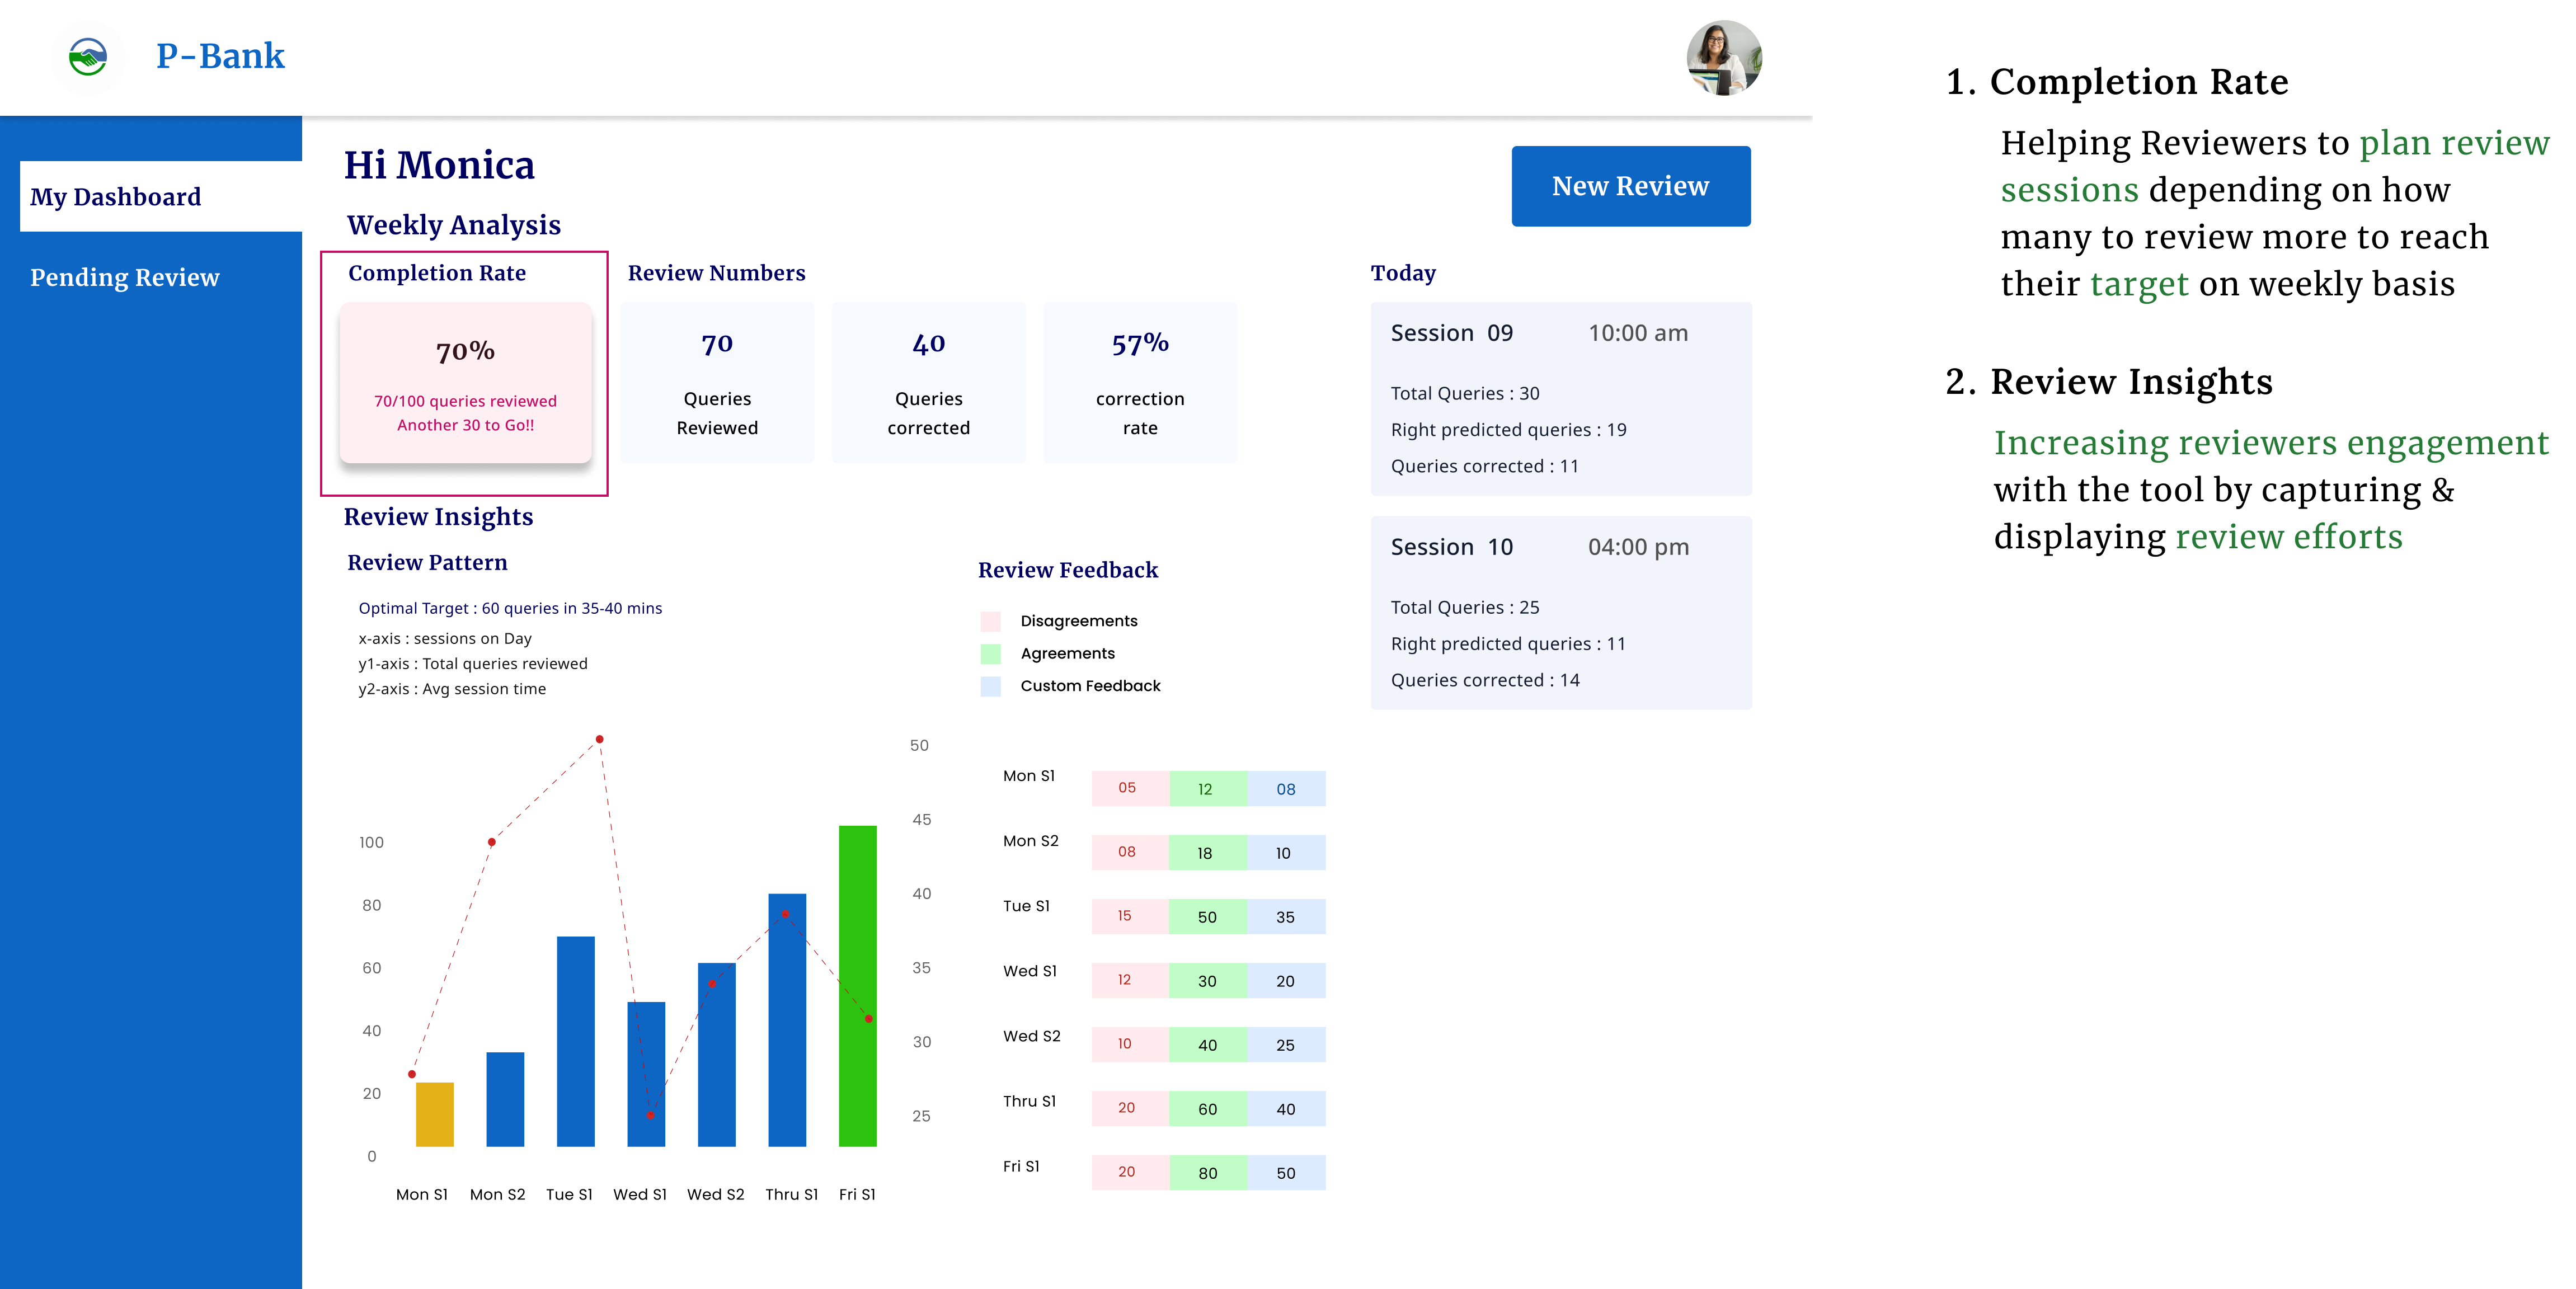 P-Bank
My Dashboard
Pending Review
Hi Monica
New Review
Weekly Analysis
Completion Rate
70%
70/100 queries reviewed
Another 30 to Go!!
Review Numbers
70
Queries
Reviewed
40
Queries
corrected
57%
correction
rate
Today
Session 09 10:00 am
Total Queries : 30
Right predicted queries : 19
Queries corrected : 11
Session 10 04:00 pm
Total Queries : 25
Right predicted queries : 11
Queries corrected : 14
Review Insights
Review Pattern
Optimal Target : 60 queries in 35-40 mins
x-axis : sessions on Day
y1-axis : Total queries reviewed
y2-axis : Avg session time
100
80
60
40
20
0
50
45
40
35
30
25
Mon S1 Mon S2 Tue S1 Wed S1 Wed S2 Thru S1 Fri S1
Review Feedback
Disagreements
Agreements
Custom Feedback
Mon S1 05 12 08
Mon S2 08 18 10
Tue S1 15 50 35
Wed S1 12 30 20
Wed S2 10 40 25
Thru S1 20 60 40
Fri S1 20 80 50
1. Completion Rate
Helping Reviewers to plan review
sessions depending on how
many to review more to reach
their target on weekly basis
2. Review Insights
Increasing reviewers engagement
with the tool by capturing &
displaying review efforts